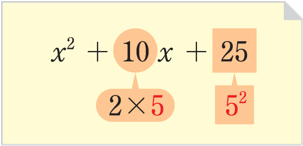 x² + 10x + 25
2×5 5²